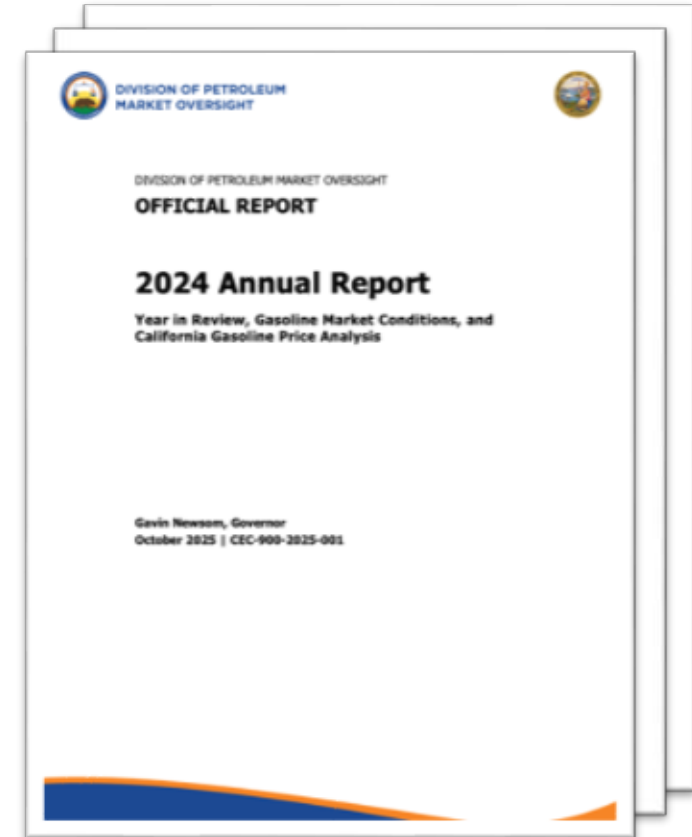 DIVISION OF PETROLEUM
MARKET OVERSIGHT
DIVISION OF PETROLEUM MARKET OVERSIGHT
OFFICIAL REPORT
2024 Annual Report
Year in Review, Gasoline Market Conditions, and
California Gasoline Price Analysis
Gavin Newsom, Governor
October 2025 | CEC-900-2025-001